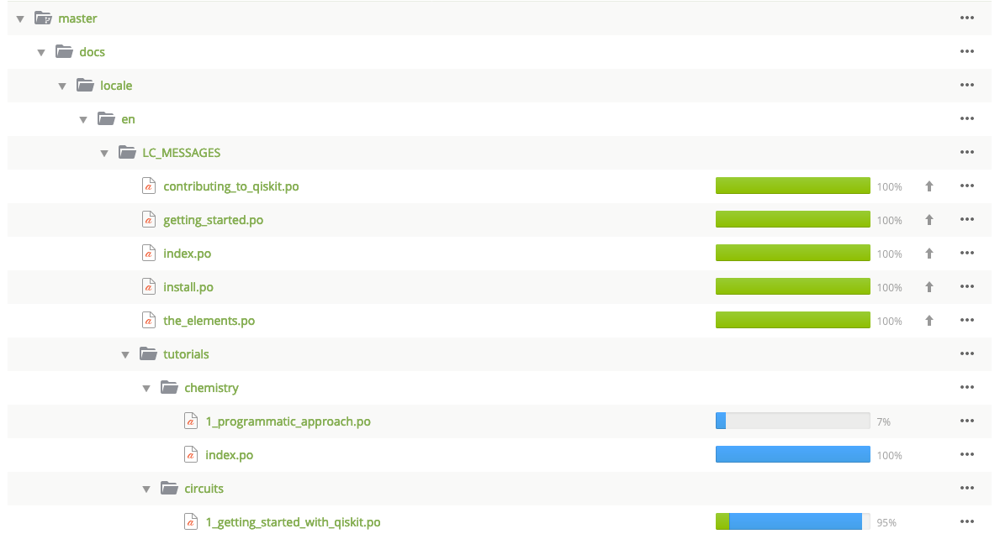 master
docs
locale
en
LC_MESSAGES
contributing_to_qiskit.po 100%
getting_started.po 100%
index.po 100%
install.po 100%
the_elements.po 100%
tutorials
chemistry
1_programmatic_approach.po 7%
index.po 100%
circuits
1_getting_started_with_qiskit.po 95%